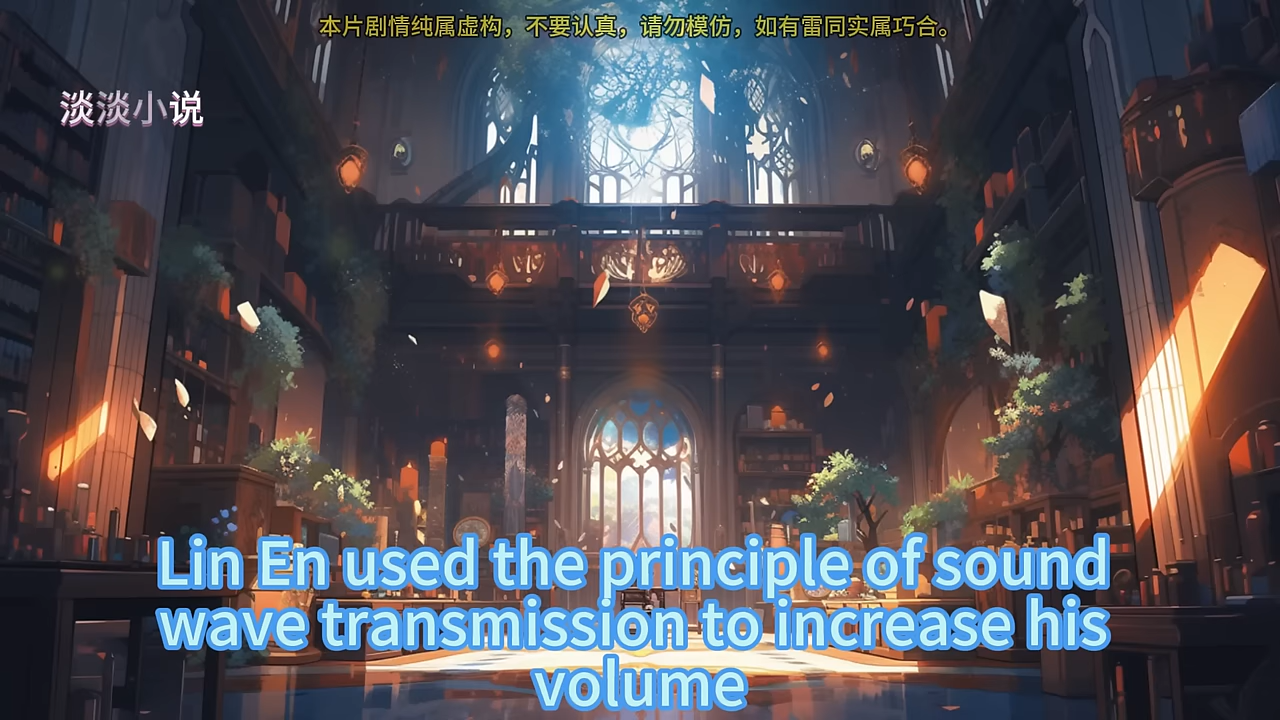 本片剧情纯属虚构，不要认真，请勿模仿，如有雷同实属巧合。
淡淡小说
Lin En used the principle of sound
wave transmission to increase his
volume